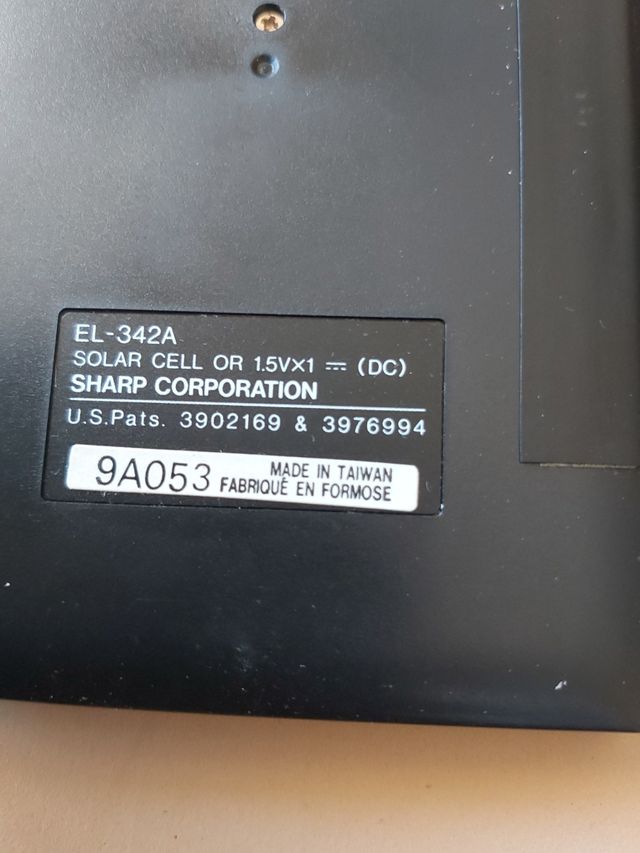 EL-342A
SOLAR CELL OR 1.5V×1 ⎓ (DC)
SHARP CORPORATION
U.S.Pats. 3902169 & 3976994
9A053 MADE IN TAIWAN
FABRIQUÉ EN FORMOSE